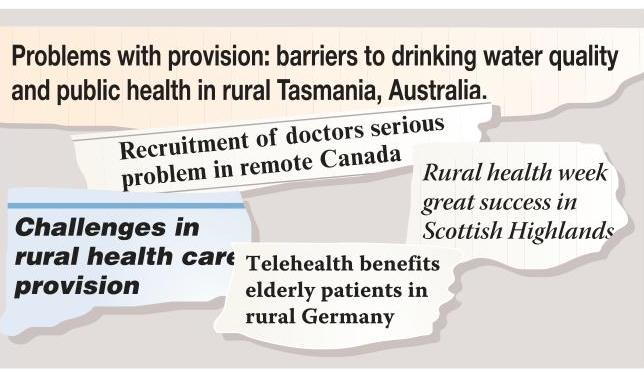 Problems with provision: barriers to drinking water quality
and public health in rural Tasmania, Australia.
Recruitment of doctors serious
problem in remote Canada
Rural health week
great success in
Scottish Highlands
Challenges in
rural health care
provision
Telehealth benefits
elderly patients in
rural Germany